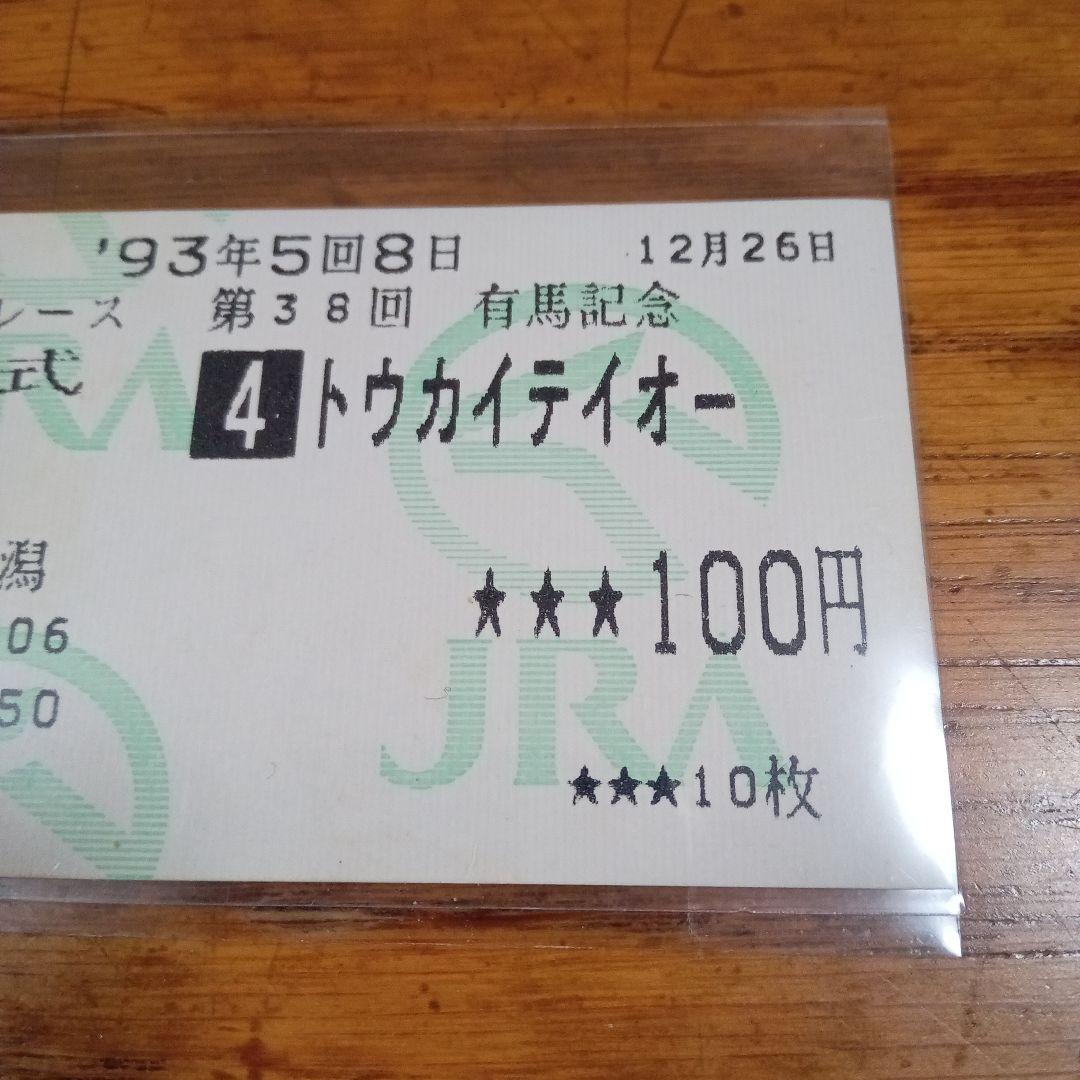 '93年5回8日 12月26日
レース 第38回 有馬記念
式 4 トウカイテイオー
潟 ★★★100円
06
50
JRA
★★★10枚